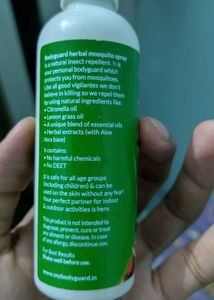 Bodyguard herbal mosquito spray
is a natural insect repellent. It is
your personal bodyguard which
protects you from mosquitoes.
Like all good vigilantes we don't
believe in killing so we repel them
by using natural ingredients like:
• Citronella oil
• Lemon grass oil
• A unique blend of essential oils
• Herbal extracts (with Aloe
Vera base)
It contains:
• No harmful chemicals
• No DEET
It is safe for all age groups
(including children) & can be
used on the skin without any fear!
Your perfect partner for indoor
& outdoor activities is here.
This product is not intended to
diagnose, prevent, cure or treat
any ailment or disease. In case
of any allergy, discontinue use.
For Best Results
Shake well before use.
www.mybodyguard.in